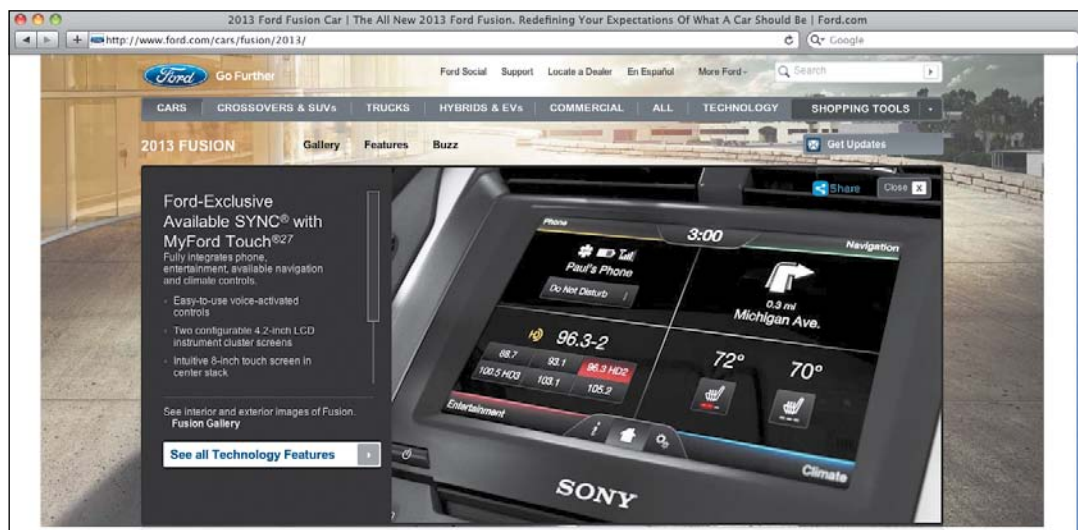 2013 Ford Fusion Car | The All New 2013 Ford Fusion. Redefining Your Expectations Of What A Car Should Be | Ford.com
http://www.ford.com/cars/fusion/2013/
Google
Ford Go Further
Ford Social Support Locate a Dealer En Español More Ford
Search
CARS CROSSOVERS & SUVs TRUCKS HYBRIDS & EVs COMMERCIAL ALL TECHNOLOGY SHOPPING TOOLS
2013 FUSION Gallery Features Buzz Get Updates
Share Close X
Ford-Exclusive
Available SYNC® with
MyFord Touch®27
Fully integrates phone,
entertainment, available navigation
and climate controls.
Easy-to-use voice-activated
controls
Two configurable 4.2-inch LCD
instrument cluster screens
Intuitive 8-inch touch screen in
center stack
See interior and exterior images of Fusion.
Fusion Gallery
See all Technology Features
Phone
3:00
Navigation
Paul's Phone
Do Not Disturb
0.3 mi
Michigan Ave.
HD 96.3-2
88.7 93.1 96.3 HD2
100.5 HD3 103.1 105.2
72° 70°
Entertainment
i
Climate
SONY